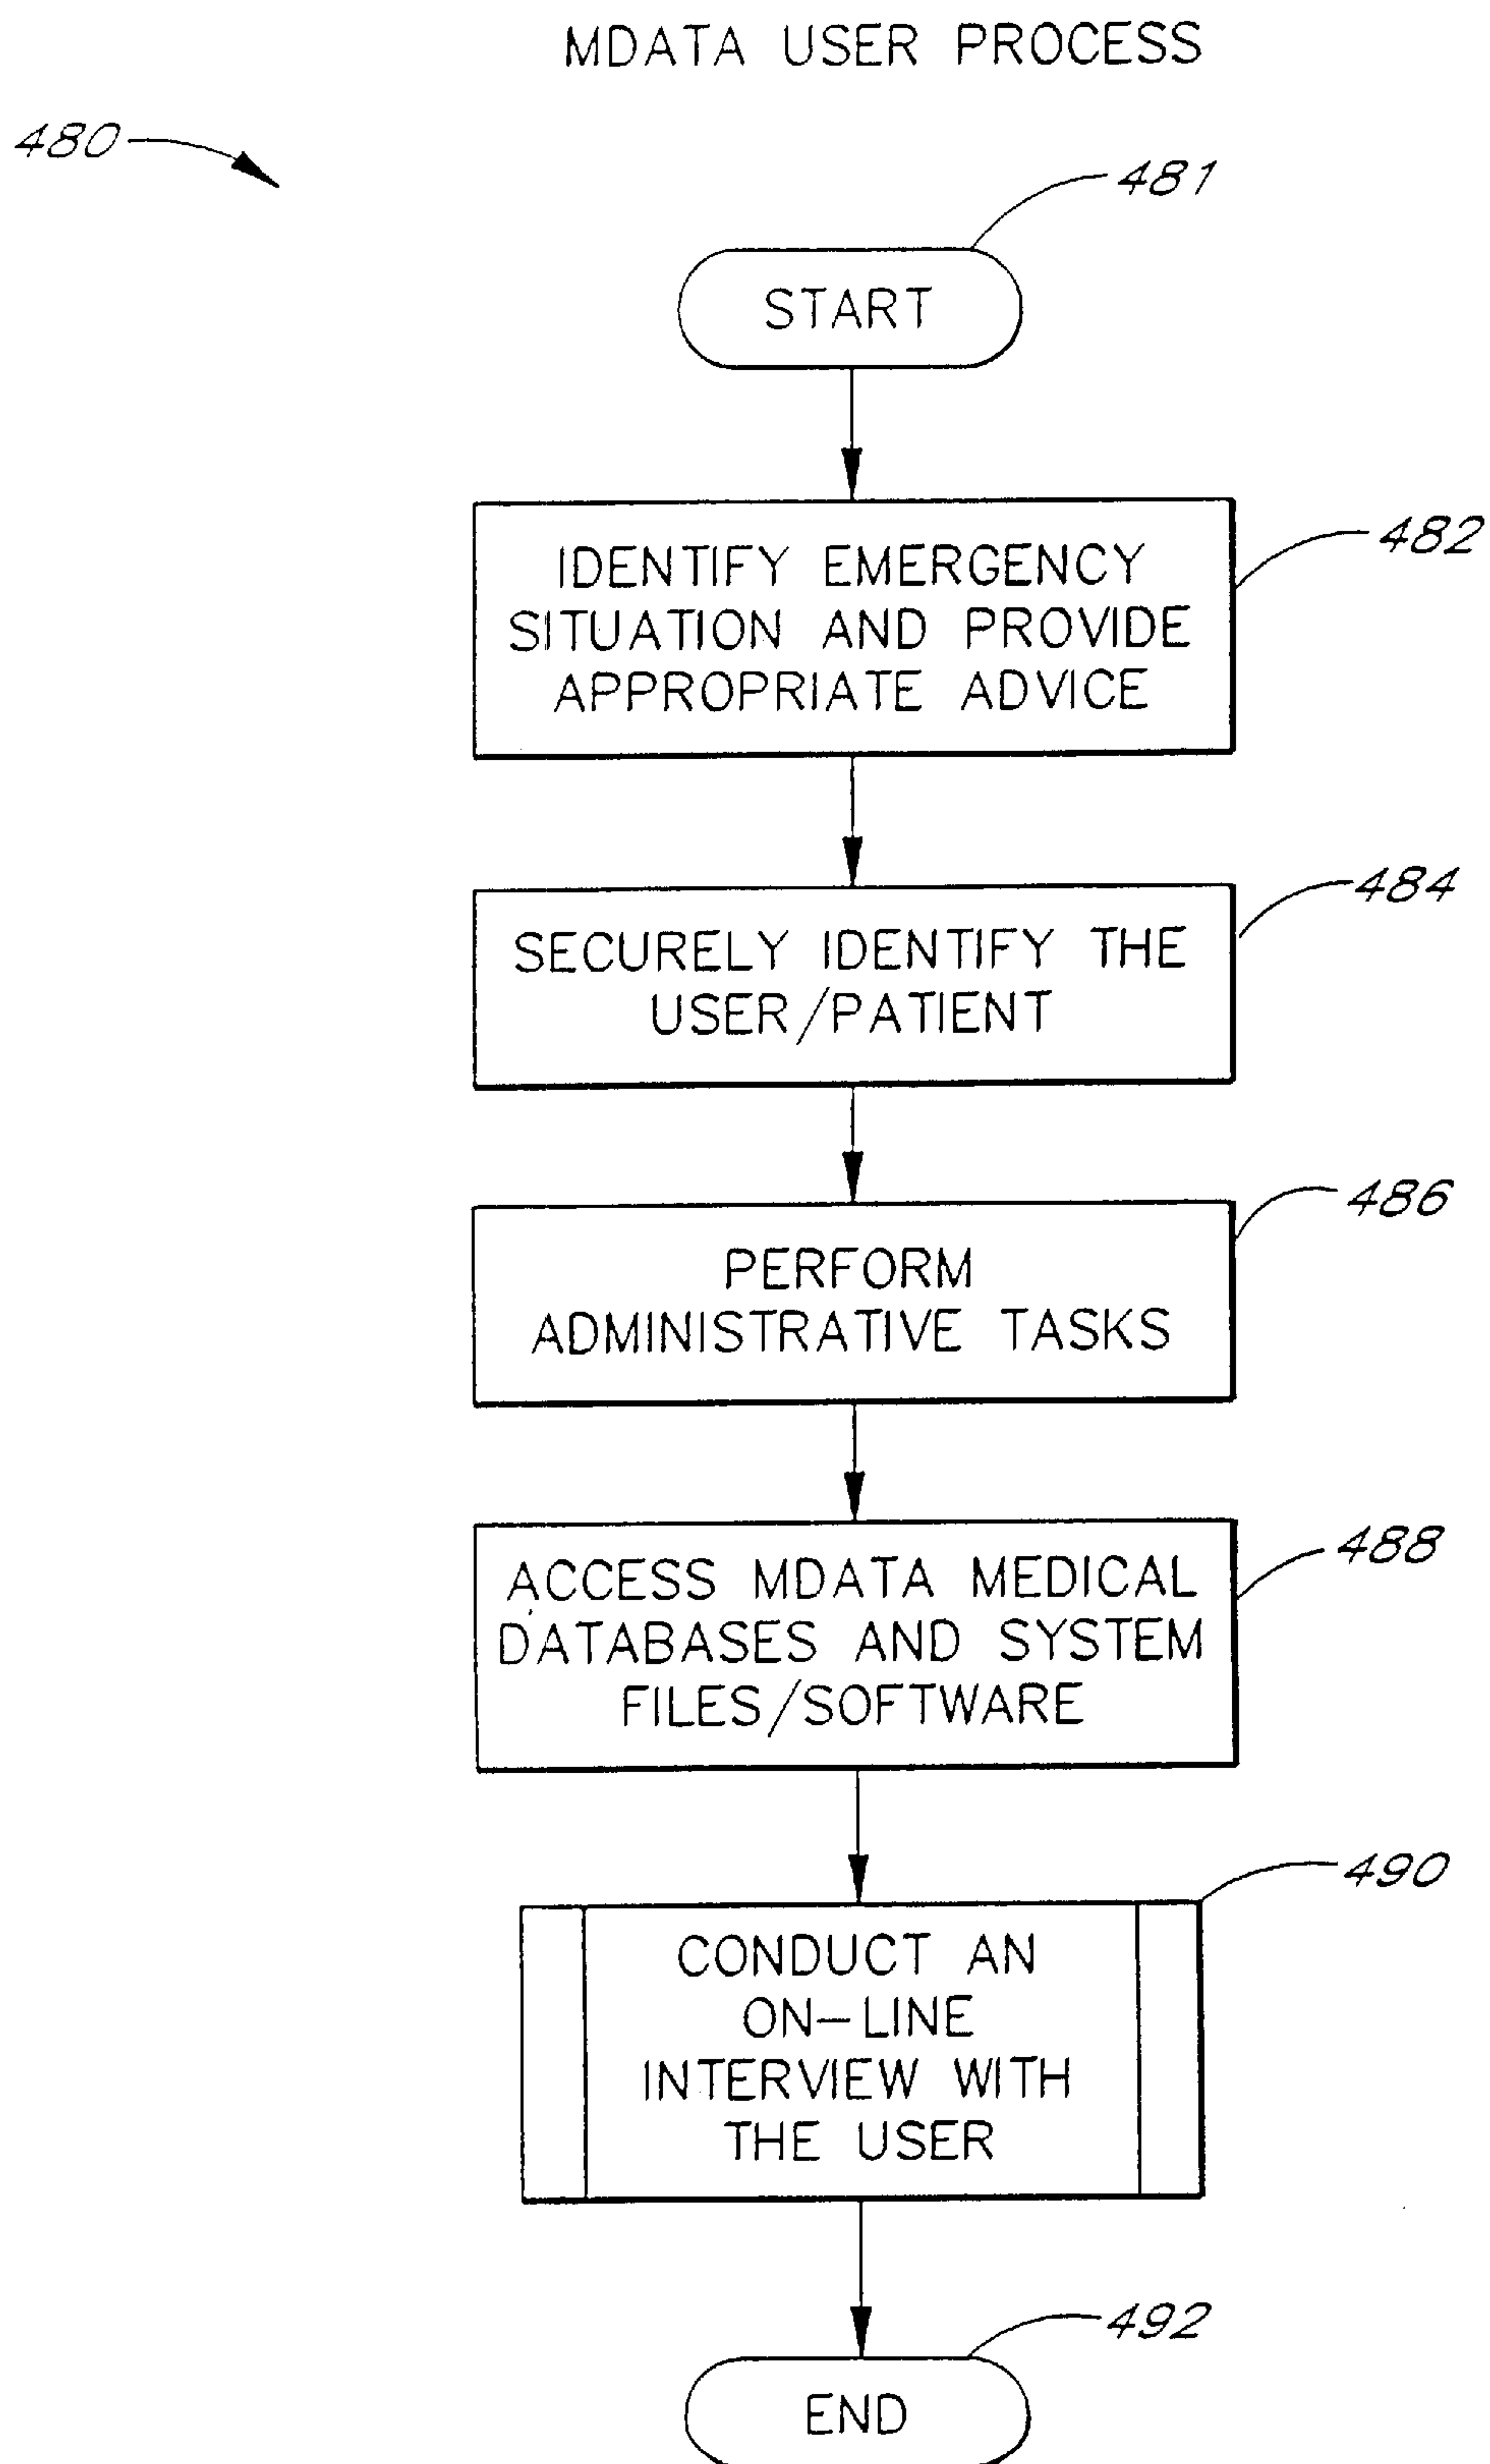 MDATA USER PROCESS
480
481
START
482
IDENTIFY EMERGENCY
SITUATION AND PROVIDE
APPROPRIATE ADVICE
484
SECURELY IDENTIFY THE
USER/PATIENT
486
PERFORM
ADMINISTRATIVE TASKS
488
ACCESS MDATA MEDICAL
DATABASES AND SYSTEM
FILES/SOFTWARE
490
CONDUCT AN
ON-LINE
INTERVIEW WITH
THE USER
492
END